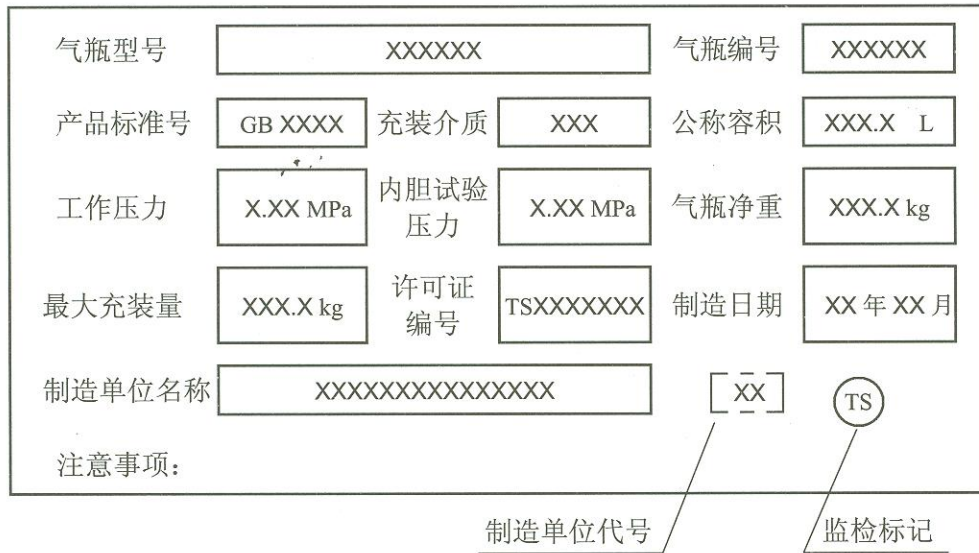 气瓶型号 XXXXXX 气瓶编号 XXXXXX
产品标准号 GB XXXX 充装介质 XXX 公称容积 XXX.X L
工作压力 X.XX MPa 内胆试验压力 X.XX MPa 气瓶净重 XXX.X kg
最大充装量 XXX.X kg 许可证编号 TSXXXXXXX 制造日期 XX 年 XX 月
制造单位名称 XXXXXXXXXXXXXXX XX TS
注意事项：
制造单位代号 监检标记